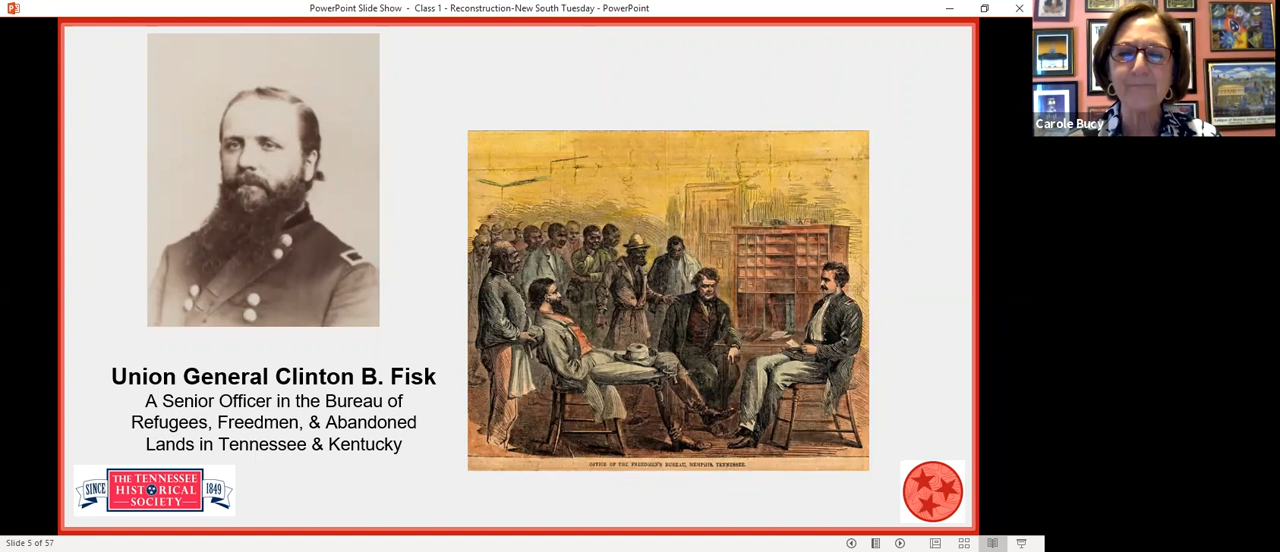 PowerPoint Slide Show - Class 1 - Reconstruction-New South Tuesday - PowerPoint
Carole Bucy
Union General Clinton B. Fisk
A Senior Officer in the Bureau of
Refugees, Freedmen, & Abandoned
Lands in Tennessee & Kentucky
OFFICE OF THE FREEDMEN'S BUREAU, MEMPHIS, TENNESSEE.
SINCE
THE TENNESSEE
HISTORICAL
SOCIETY
1849
Slide 5 of 57